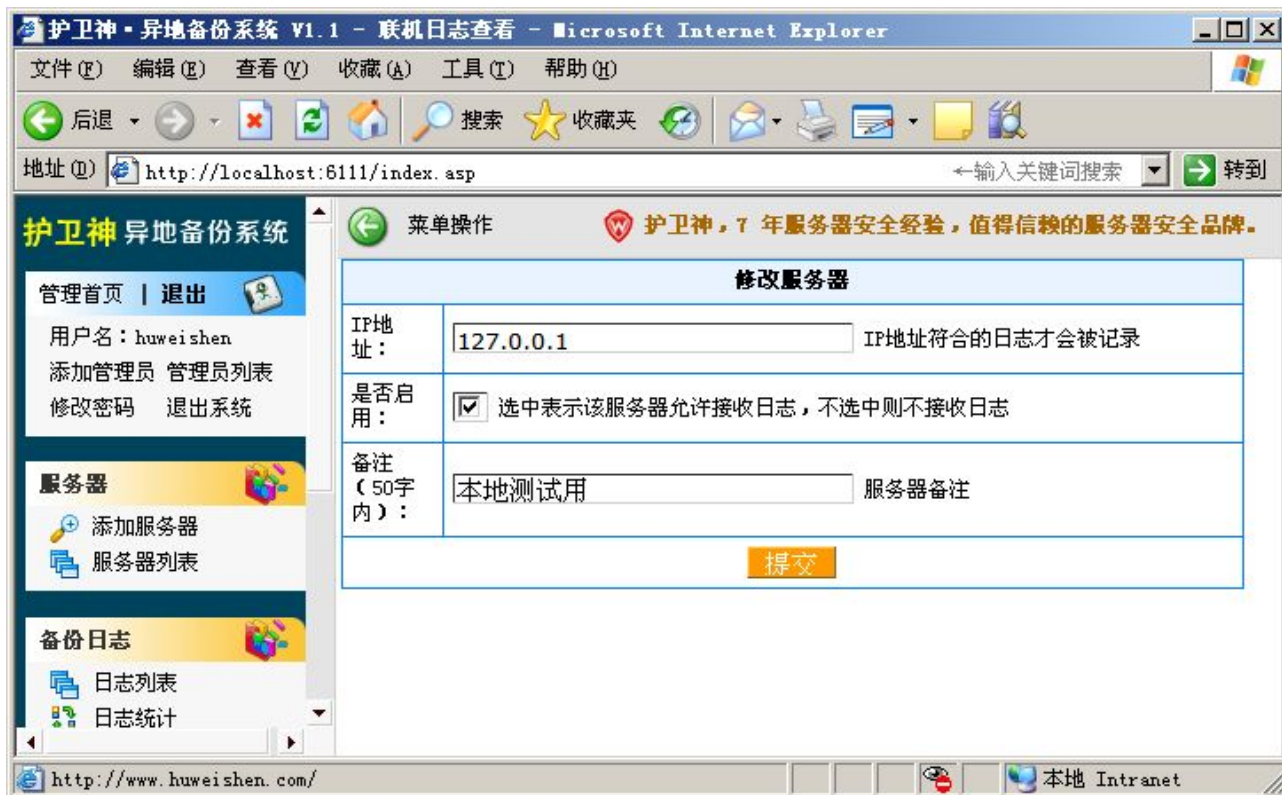 护卫神·异地备份系统 V1.1 - 联机日志查看 - Microsoft Internet Explorer
文件(F) 编辑(E) 查看(V) 收藏(A) 工具(T) 帮助(H)
后退 搜索 收藏夹
地址(D) http://localhost:6111/index.asp ←输入关键词搜索 转到
护卫神 异地备份系统
管理首页 | 退出
用户名：huweishen
添加管理员 管理员列表
修改密码 退出系统
服务器
添加服务器
服务器列表
备份日志
日志列表
日志统计
菜单操作 护卫神，7 年服务器安全经验，值得信赖的服务器安全品牌。
修改服务器
IP地
址：
127.0.0.1 IP地址符合的日志才会被记录
是否启
用：
选中表示该服务器允许接收日志，不选中则不接收日志
备注
（50字
内）：
本地测试用 服务器备注
提交
http://www.huweishen.com/ 本地 Intranet